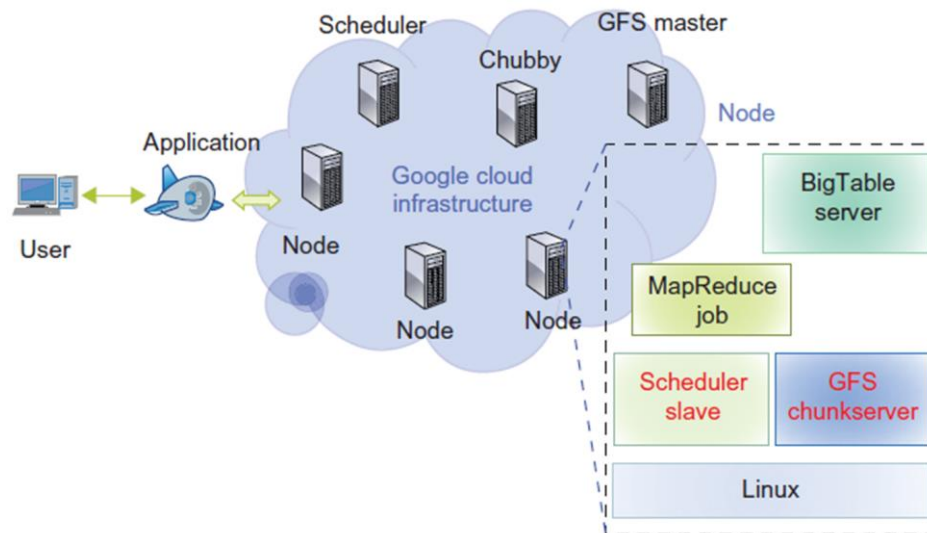 Scheduler
GFS master
Chubby
Node
Application
Google cloud
infrastructure
BigTable
server
User
Node
MapReduce
job
Node
Node
Scheduler
slave
GFS
chunkserver
Linux